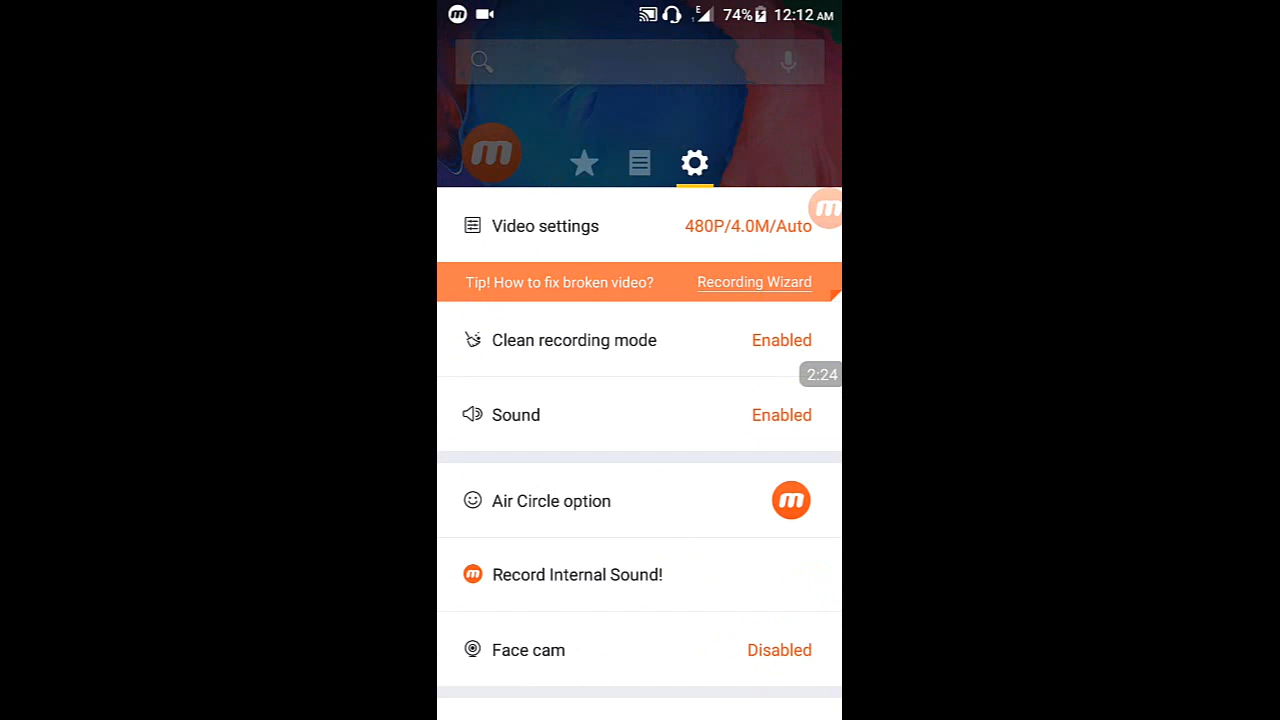 E 74% 12:12 AM
Video settings 480P/4.0M/Auto
Tip! How to fix broken video? Recording Wizard
Clean recording mode Enabled
2:24
Sound Enabled
Air Circle option
Record Internal Sound!
Face cam Disabled